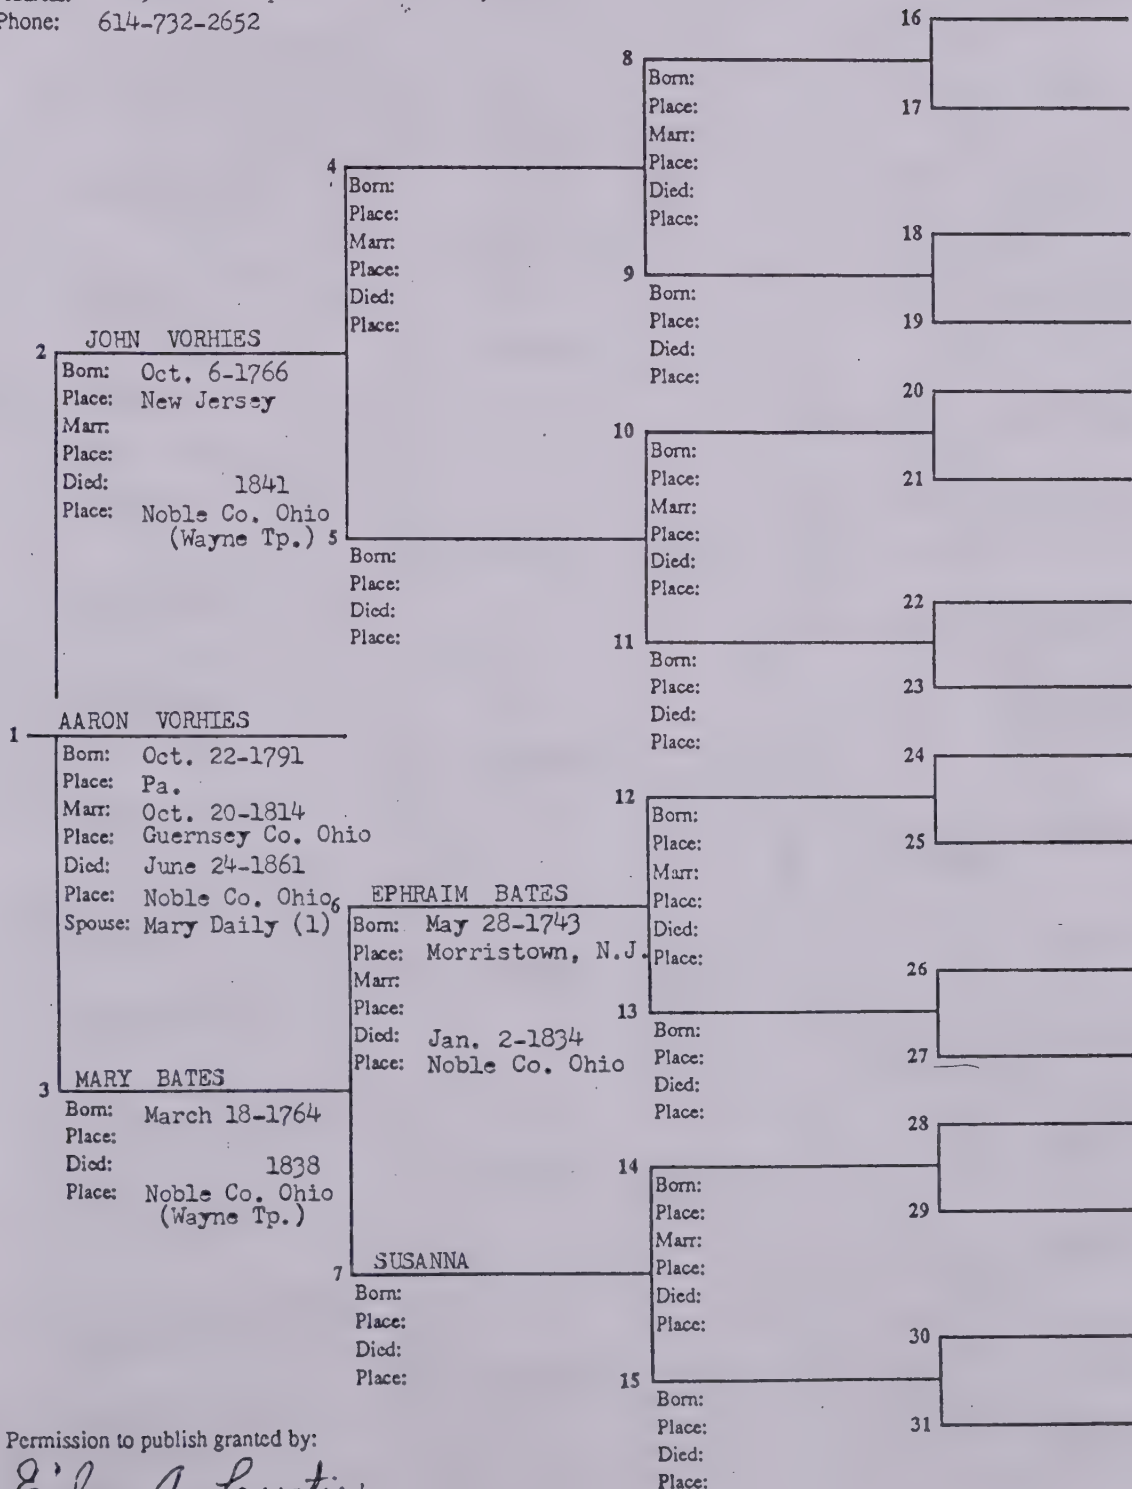 Phone: 614-732-2652
16
8
Born:
Place:
Marr:
Place:
Died:
Place:
17
4
Born:
Place:
Marr:
Place:
Died:
Place:
18
9
Born:
Place:
Died:
Place:
19
2 JOHN VORHIES
Born: Oct. 6-1766
Place: New Jersey
Marr:
Place:
Died: 1841
Place: Noble Co. Ohio
(Wayne Tp.)
20
10
Born:
Place:
Marr:
Place:
Died:
Place:
21
5
Born:
Place:
Died:
Place:
22
11
Born:
Place:
Died:
Place:
23
1 AARON VORHIES
Born: Oct. 22-1791
Place: Pa.
Marr: Oct. 20-1814
Place: Guernsey Co. Ohio
Died: June 24-1861
Place: Noble Co. Ohio
Spouse: Mary Daily (1)
24
12
Born:
Place:
Marr:
Place:
Died:
Place:
25
6 EPHRAIM BATES
Born: May 28-1743
Place: Morristown, N.J.
Marr:
Place:
Died: Jan. 2-1834
Place: Noble Co. Ohio
26
13
Born:
Place:
Died:
Place:
27
3 MARY BATES
Born: March 18-1764
Place:
Died: 1838
Place: Noble Co. Ohio
(Wayne Tp.)
28
14
Born:
Place:
Marr:
Place:
Died:
Place:
29
7 SUSANNA
Born:
Place:
Died:
Place:
30
15
Born:
Place:
Died:
Place:
31
Permission to publish granted by: